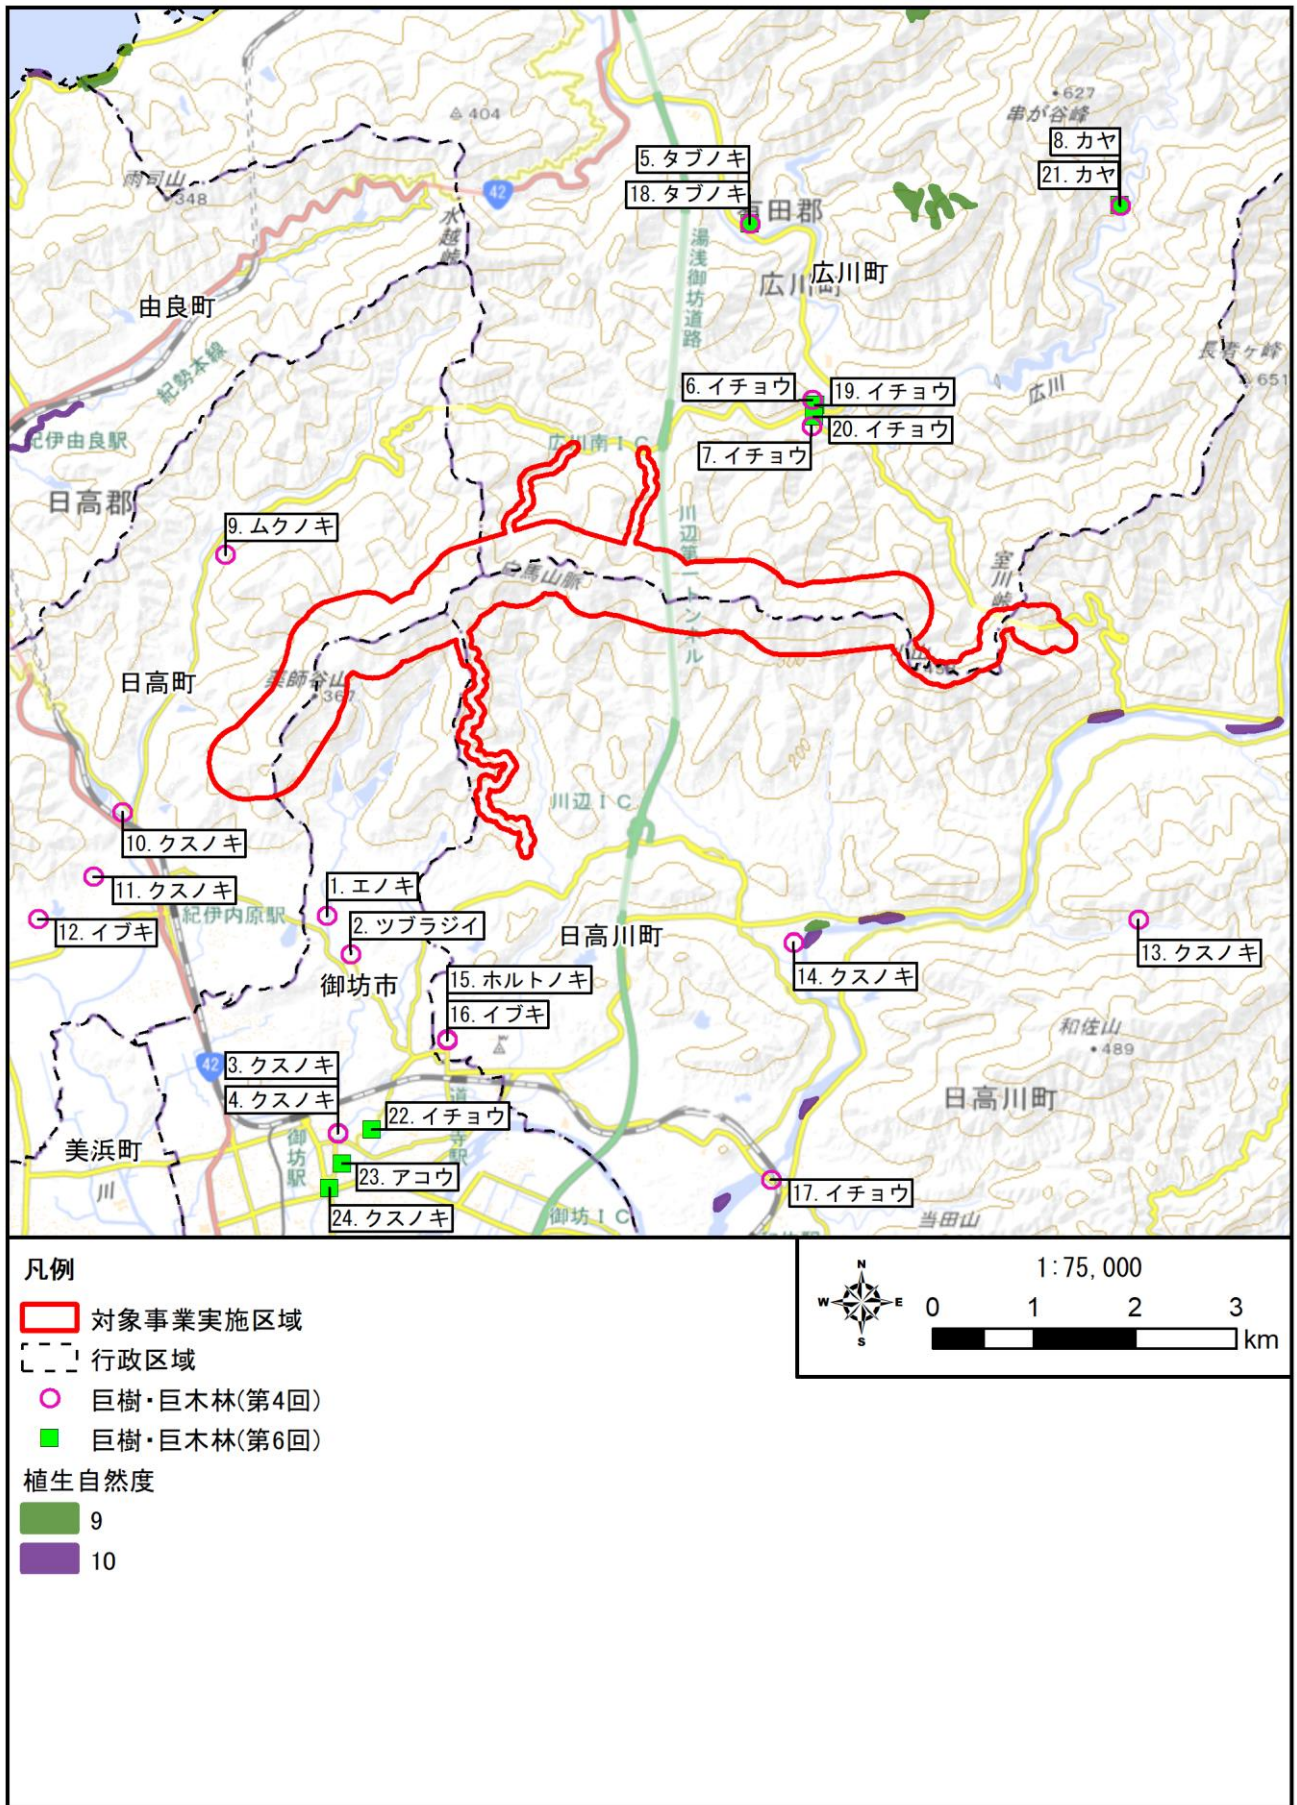 404
627
串が谷峰
8. カヤ
21. カヤ
5. タブノキ
18. タブノキ
雨司山
348
42
水越峠
有田郡
湯浅御坊道路
広川町
広川町
由良町
紀勢本線
長者ヶ峰
651
広川
6. イチョウ
19. イチョウ
20. イチョウ
7. イチョウ
紀伊由良駅
広川南IC
日高郡
9. ムクノキ
川辺第一トンネル
白馬山脈
室川峠
日高町
薬師谷山
367
200
川辺IC
10. クスノキ
11. クスノキ
12. イブキ
紀伊内原駅
1. エノキ
2. ツブラジイ
日高川町
御坊市
13. クスノキ
14. クスノキ
15. ホルトノキ
16. イブキ
和佐山
489
42
3. クスノキ
4. クスノキ
日高川町
22. イチョウ
道成寺駅
美浜町
御坊駅
23. アコウ
17. イチョウ
川
24. クスノキ
御坊IC
当田山
凡例
対象事業実施区域
行政区域
巨樹・巨木林(第4回)
巨樹・巨木林(第6回)
植生自然度
9
10
N
W
E
S
1:75,000
0 1 2 3
km